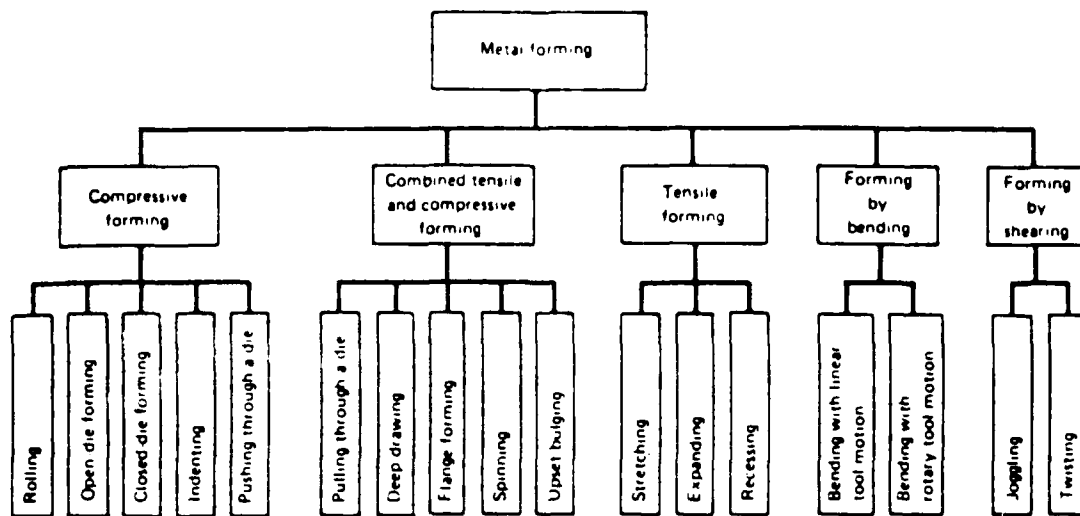 Metal forming
Compressive
forming
Combined tensile
and compressive
forming
Tensile
forming
Forming
by
bending
Forming
by
shearing
Rolling
Open die forming
Closed-die forming
Indenting
Pushing through a die
Pulling through a die
Deep drawing
Flange forming
Spinning
Upset bulging
Stretching
Expanding
Recessing
Bending with linear
tool motion
Bending with
rotary tool motion
Joggling
Twisting